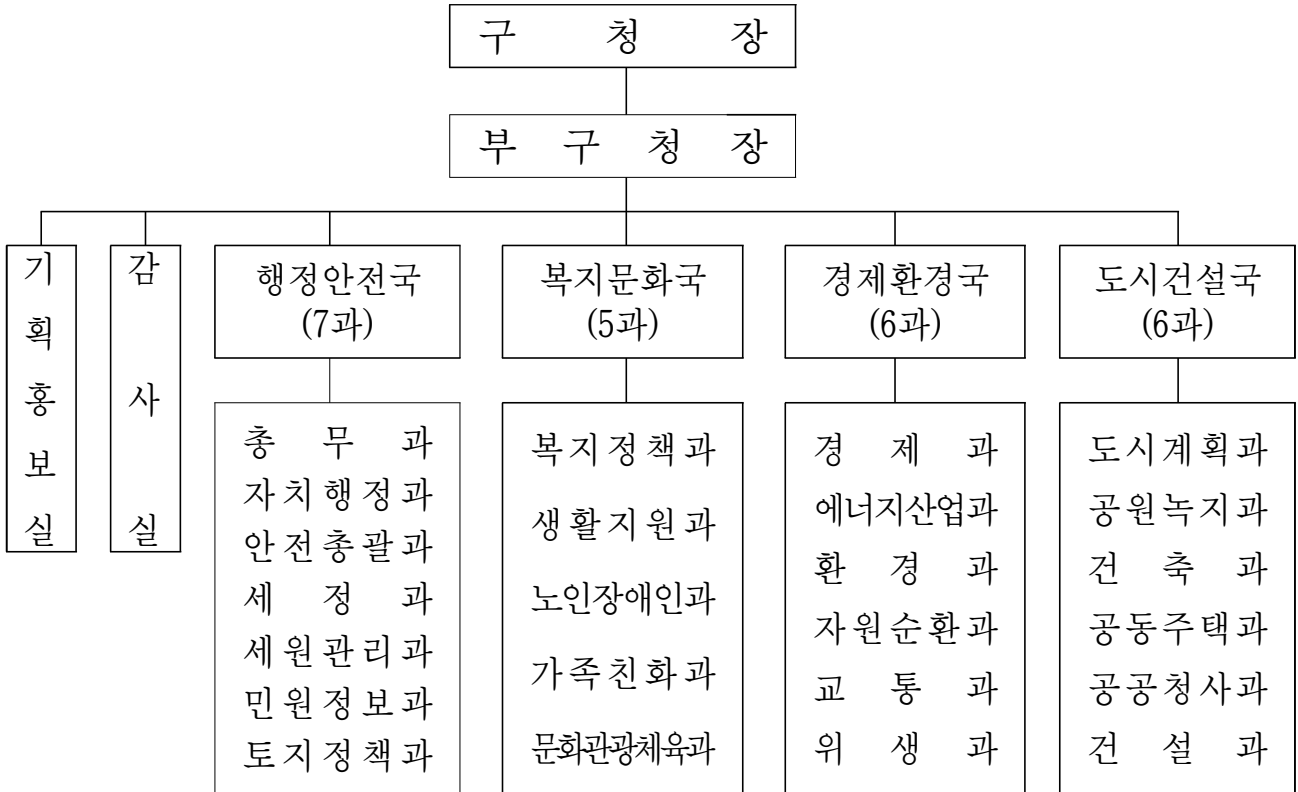 구 청 장
부 구 청 장
기획홍보실
감사실
행정안전국
(7과)
복지문화국
(5과)
경제환경국
(6과)
도시건설국
(6과)
총 무 과
자치행정과
안전총괄과
세 정 과
세원관리과
민원정보과
토지정책과
복지정책과
생활지원과
노인장애인과
가족친화과
문화관광체육과
경 제 과
에너지산업과
환 경 과
자원순환과
교 통 과
위 생 과
도시계획과
공원녹지과
건 축 과
공동주택과
공공청사과
건 설 과